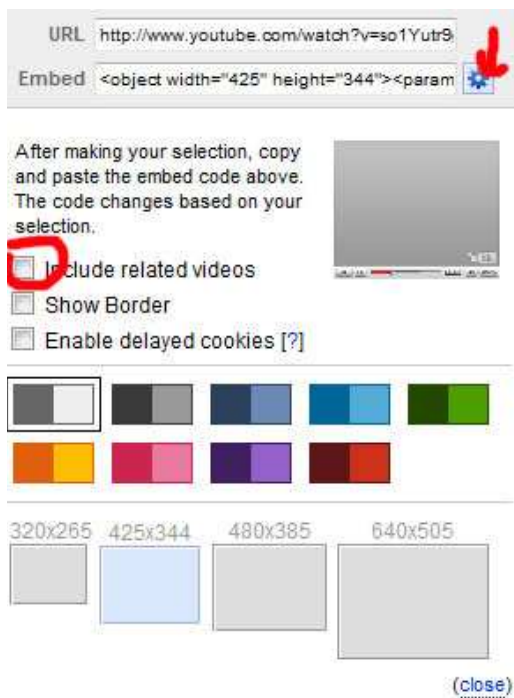 URL http://www.youtube.com/watch?v=so1Yutr9
Embed <object width="425" height="344"><param
After making your selection, copy
and paste the embed code above.
The code changes based on your
selection.
Include related videos
Show Border
Enable delayed cookies [?]
320x265 425x344 480x385 640x505
(close)